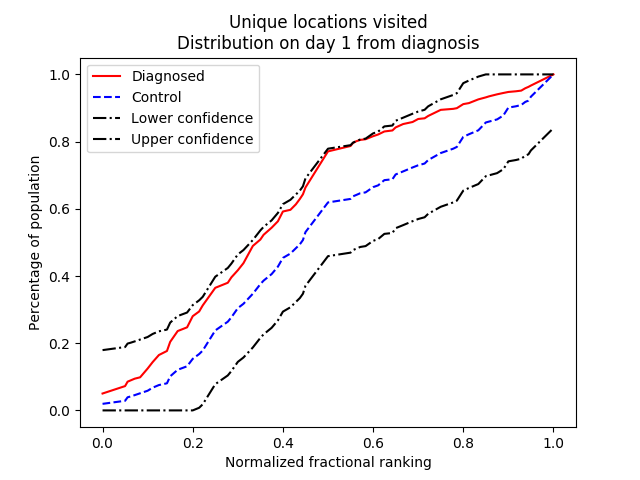 Unique locations visited
Distribution on day 1 from diagnosis
Diagnosed
Control
Lower confidence
Upper confidence
Percentage of population
1.0
0.8
0.6
0.4
0.2
0.0
0.0 0.2 0.4 0.6 0.8 1.0
Normalized fractional ranking